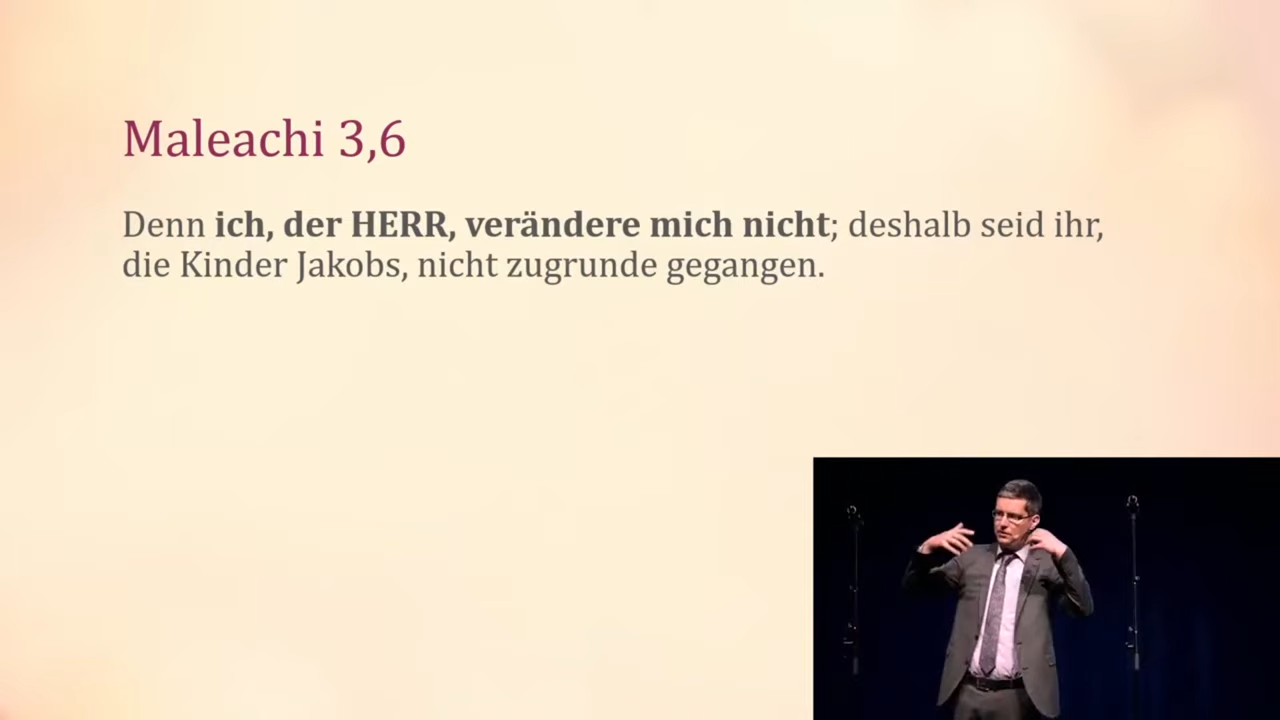 Maleachi 3,6
Denn ich, der HERR, verändere mich nicht; deshalb seid ihr,
die Kinder Jakobs, nicht zugrunde gegangen.